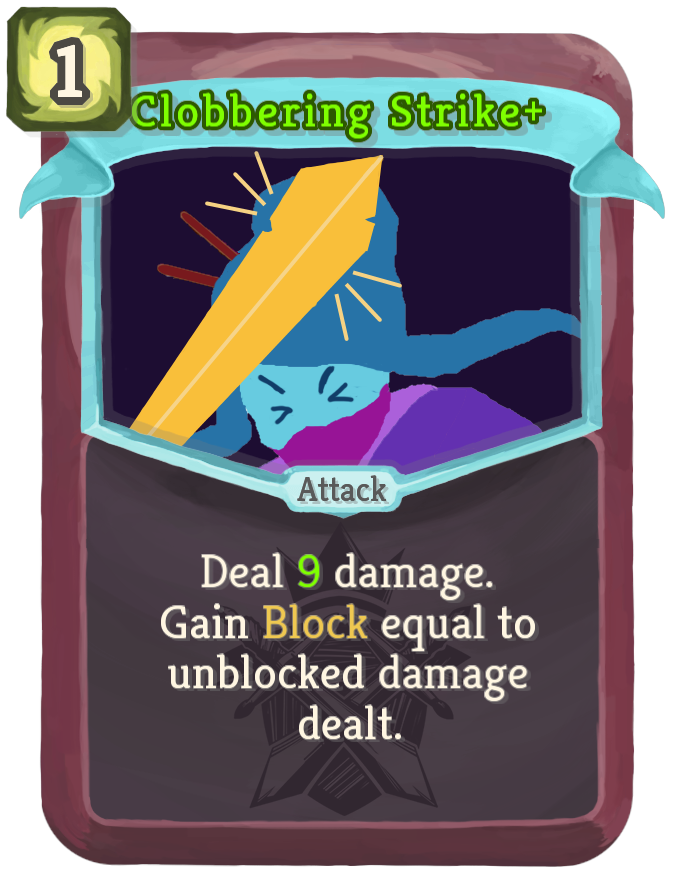 1
Clobbering Strike+
Attack
Deal 9 damage.
Gain Block equal to
unblocked damage
dealt.